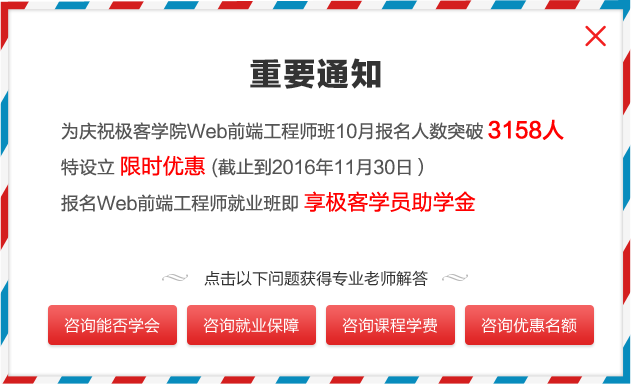 重要通知
为庆祝极客学院Web前端工程师班10月报名人数突破 3158人
特设立 限时优惠 (截止到2016年11月30日 )
报名Web前端工程师就业班即 享极客学员助学金
点击以下问题获得专业老师解答
咨询能否学会 咨询就业保障 咨询课程学费 咨询优惠名额